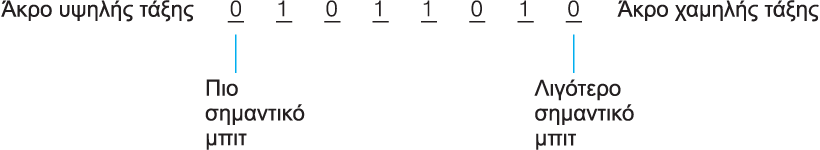 Άκρο υψηλής τάξης 0 1 0 1 1 0 1 0 Άκρο χαμηλής τάξης
Πιο
σημαντικό
μπιτ
Λιγότερο
σημαντικό
μπιτ